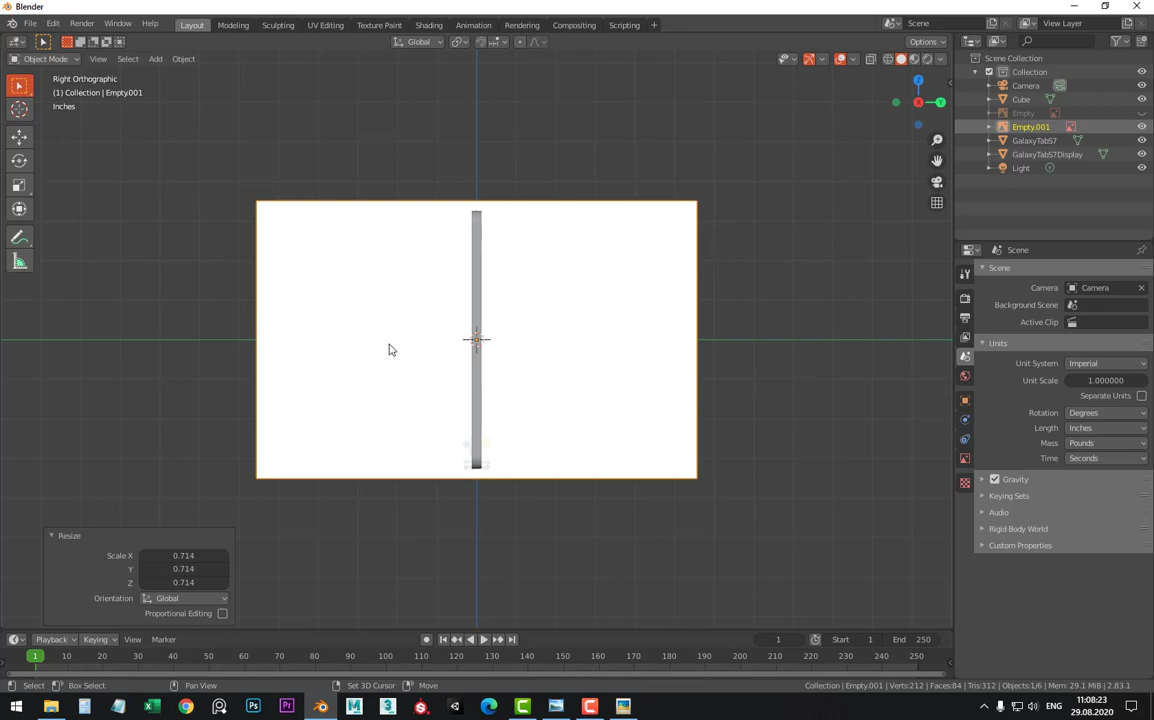 Blender
File Edit Render Window Help
Layout Modeling Sculpting UV Editing Texture Paint Shading Animation Rendering Compositing Scripting +
Scene View Layer
Global Options
Object Mode View Select Add Object
Right Orthographic
(1) Collection | Empty.001
Inches
Z
X
Y
Scene Collection
Collection
Camera
Cube
Empty
Empty.001
GalaxyTabS7
GalaxyTabS7Display
Light
Scene
Scene
Camera Camera
Background Scene
Active Clip
Units
Unit System Imperial
Unit Scale 1.000000
Separate Units
Rotation Degrees
Length Inches
Mass Pounds
Time Seconds
Gravity
Keying Sets
Audio
Rigid Body World
Custom Properties
Resize
Scale X 0.714
Y 0.714
Z 0.714
Orientation Global
Proportional Editing
Playback Keying View Marker
1 Start 1 End 250
1 10 20 30 40 50 60 70 80 90 100 110 120 130 140 150 160 170 180 190 200 210 220 230 240 250
Select Box Select Pan View Set 3D Cursor Move
Collection | Empty.001 | Verts:212 | Faces:84 | Tris:312 | Objects:1/6 | Mem: 29.1 MiB | 2.83.1
ENG
11:08:23
29.08.2020